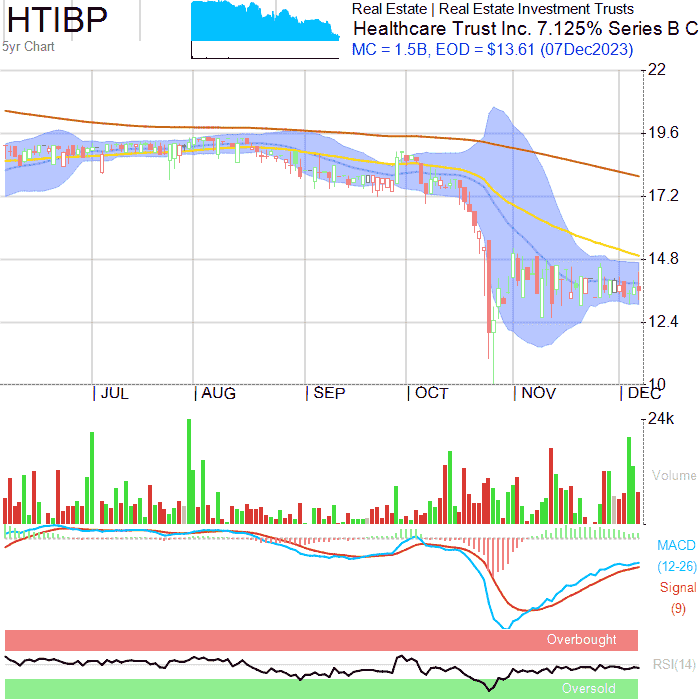 HTIBP
5yr Chart
Real Estate | Real Estate Investment Trusts
Healthcare Trust Inc. 7.125% Series B C
MC = 1.5B, EOD = $13.61 (07Dec2023)
22
19.6
17.2
14.8
12.4
10
JUL AUG SEP OCT NOV DEC
24k
Volume
MACD
(12-26)
Signal
(9)
Overbought
RSI(14)
Oversold